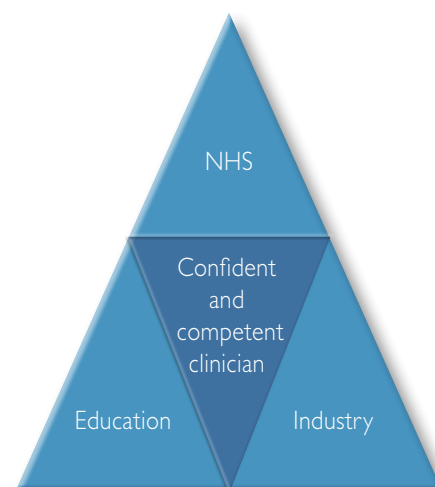 NHS
Confident
and
competent
clinician
Education
Industry